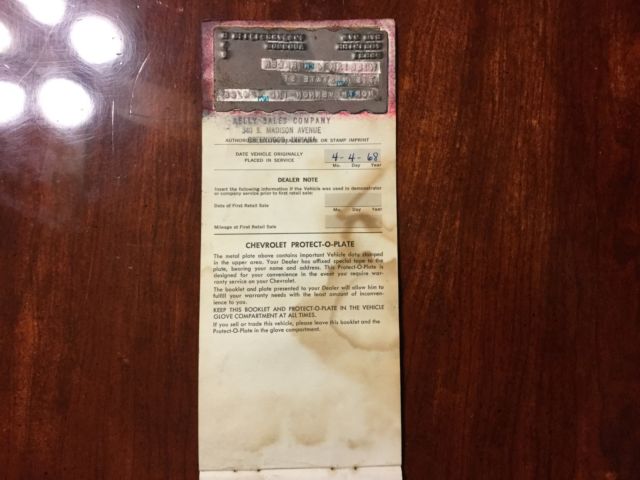 KELLY SALES COMPANY
340 S. MADISON AVENUE
GREENWOOD, INDIANA
AUTHORIZED DEALER OR STAMP IMPRINT
DATE VEHICLE ORIGINALLY
PLACED IN SERVICE
4-4-68
Mo. Day Year
DEALER NOTE
Insert the following information if the Vehicle was used in demonstrator
or company service prior to first retail sale:
Date of First Retail Sale
Mo. Day Year
Mileage at First Retail Sale
CHEVROLET PROTECT-O-PLATE
The metal plate above contains important Vehicle data stamped
in the upper area. Your Dealer has affixed special tape to the
plate, bearing your name and address. This Protect-O-Plate is
designed for your convenience in the event you require war-
ranty service on your Chevrolet.
The booklet and plate presented to your Dealer will allow him to
fulfill your warranty needs with the least amount of inconven-
ience to you.
KEEP THIS BOOKLET AND PROTECT-O-PLATE IN THE VEHICLE
GLOVE COMPARTMENT AT ALL TIMES.
If you sell or trade this vehicle, please leave this booklet and the
Protect-O-Plate in the glove compartment.